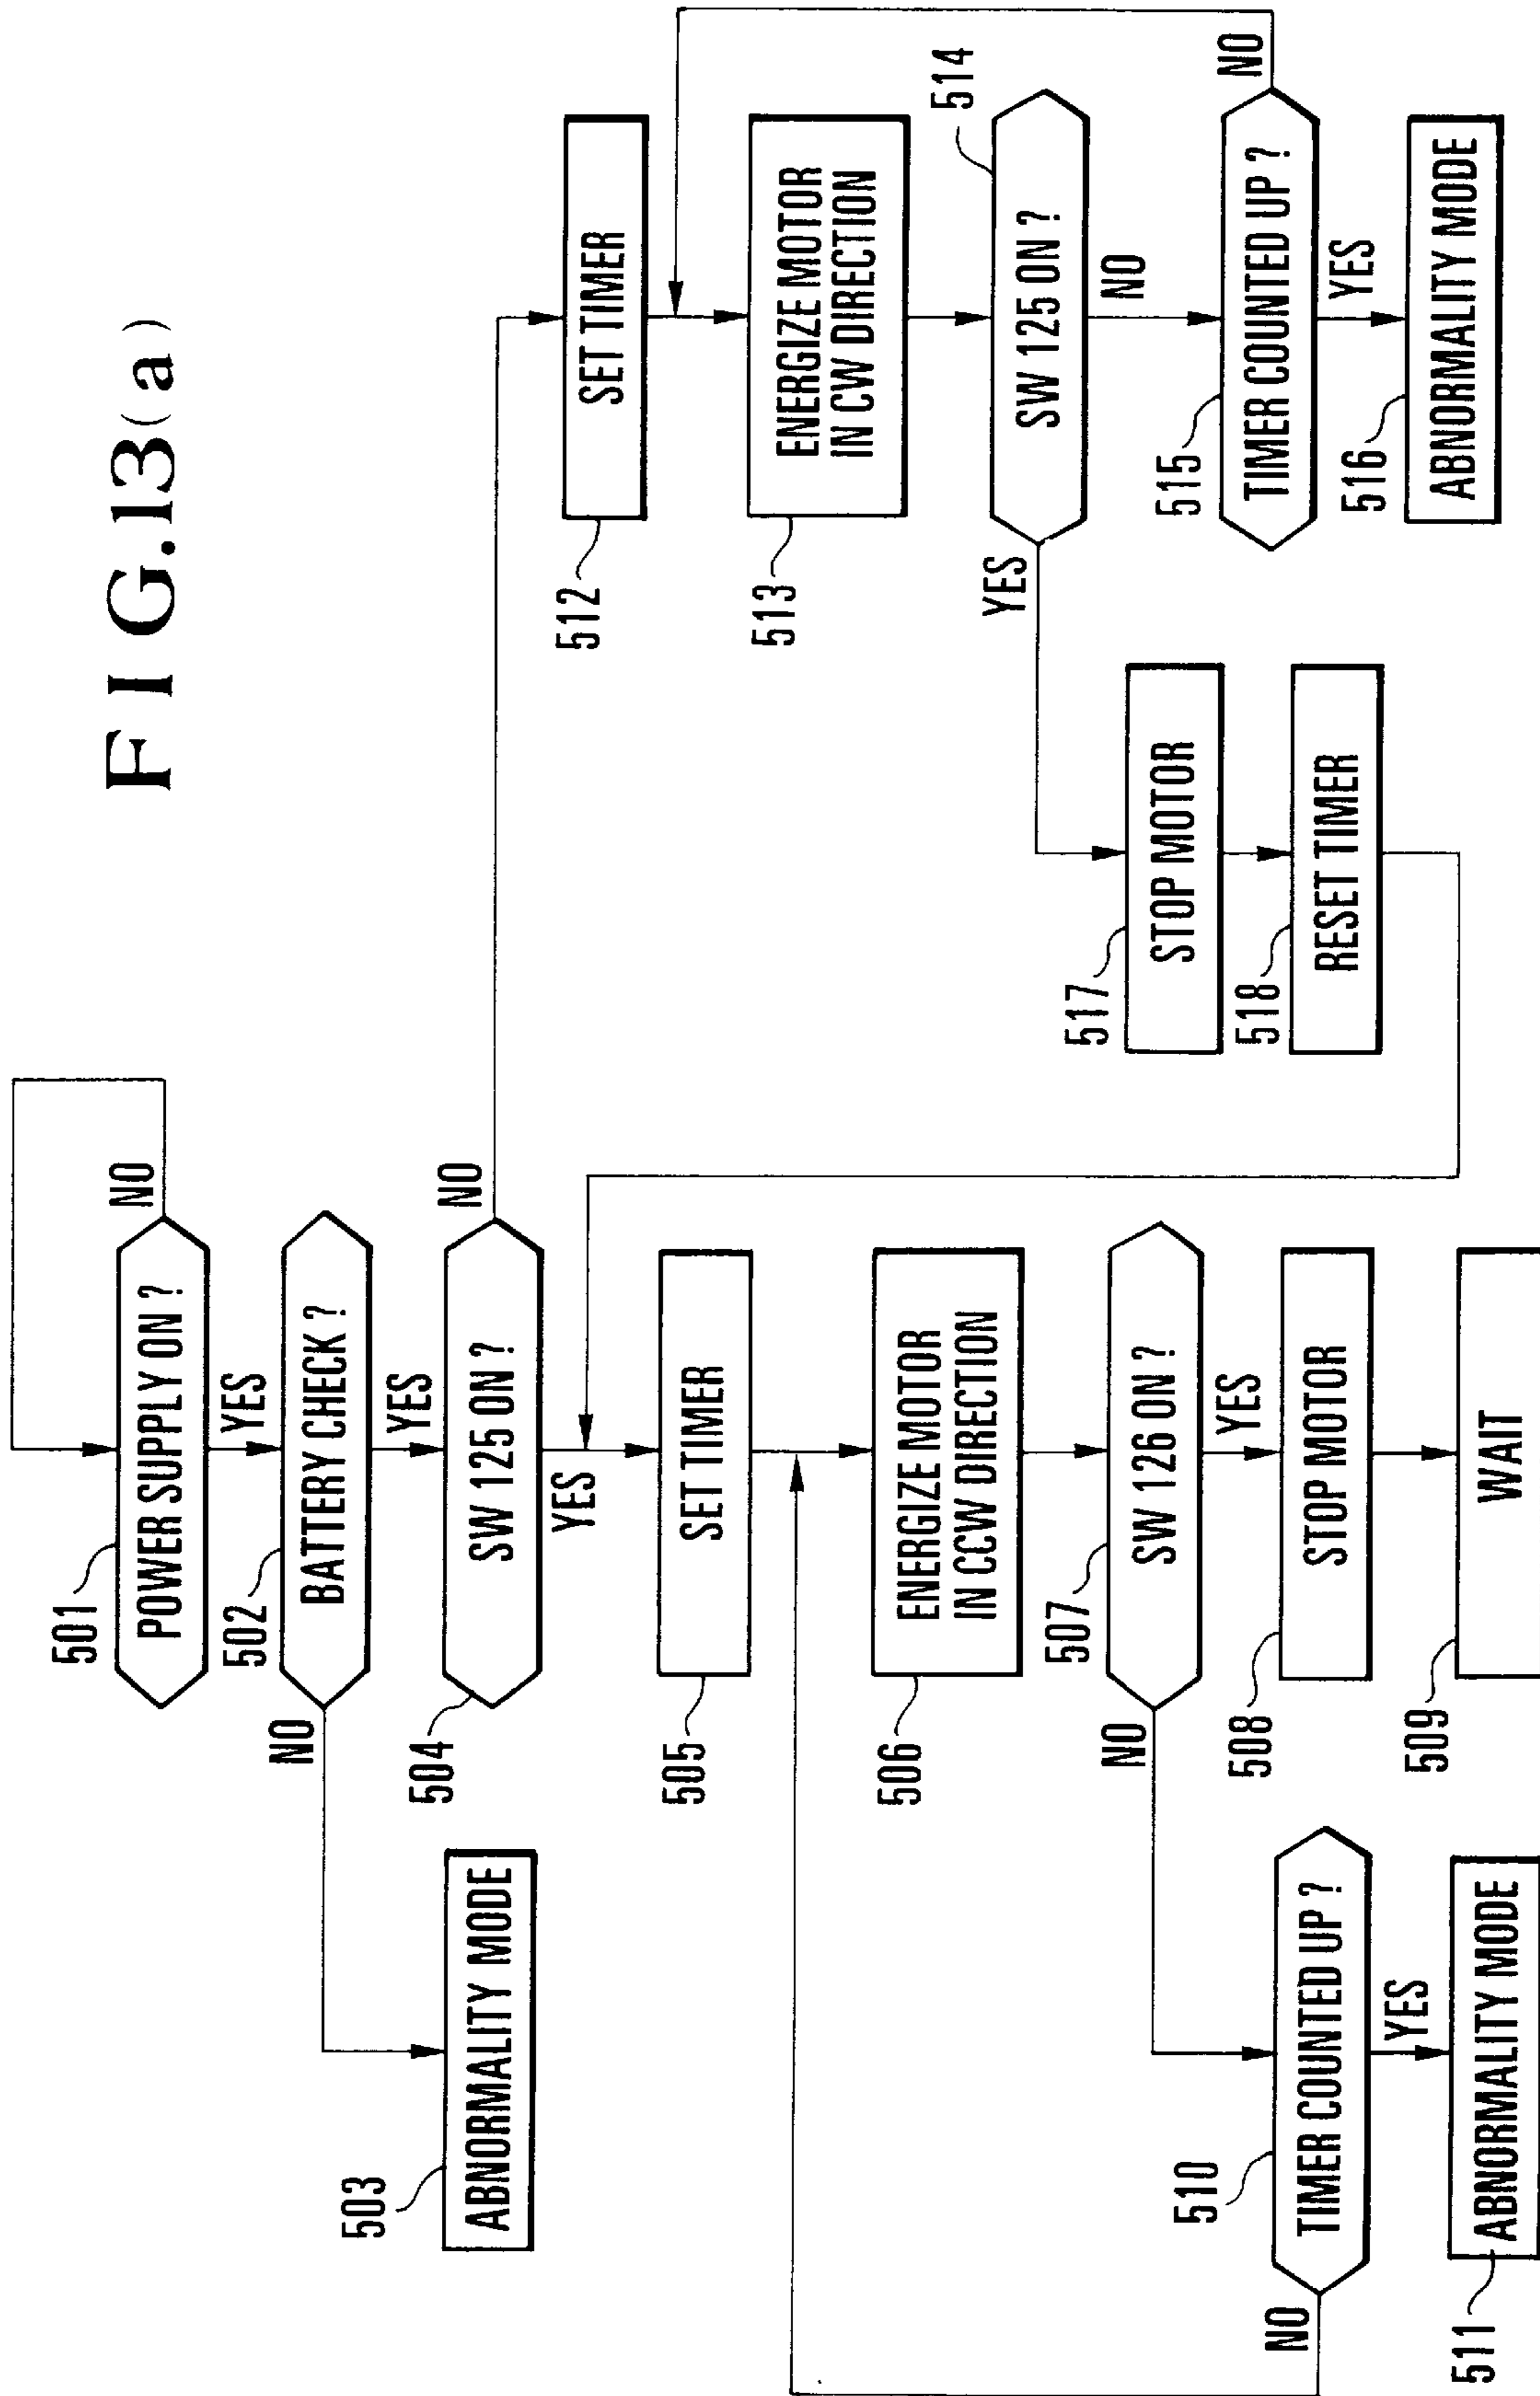 FIG.13(a)
501
POWER SUPPLY ON ?
NO
YES
502
BATTERY CHECK ?
NO
YES
503
ABNORMALITY MODE
504
SW 125 ON ?
NO
YES
505
SET TIMER
506
ENERGIZE MOTOR
IN CCW DIRECTION
507
SW 126 ON ?
NO
YES
508
STOP MOTOR
509
WAIT
510
TIMER COUNTED UP ?
NO
YES
511
ABNORMALITY MODE
512
SET TIMER
513
ENERGIZE MOTOR
IN CW DIRECTION
514
SW 125 ON ?
YES
NO
515
TIMER COUNTED UP ?
NO
YES
516
ABNORMALITY MODE
517
STOP MOTOR
518
RESET TIMER